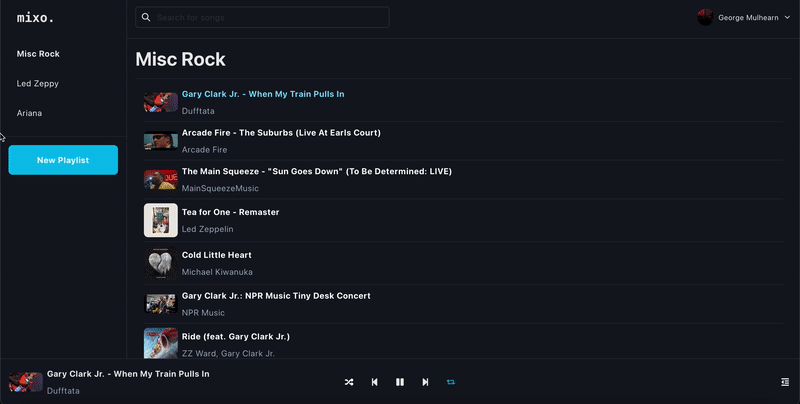 mixo.
Search for songs
George Mulhearn
Misc Rock
Led Zeppy
Ariana
New Playlist
Misc Rock
Gary Clark Jr. - When My Train Pulls In
Dufftata
Arcade Fire - The Suburbs (Live At Earls Court)
Arcade Fire
The Main Squeeze - "Sun Goes Down" (To Be Determined: LIVE)
MainSqueezeMusic
Tea for One - Remaster
Led Zeppelin
Cold Little Heart
Michael Kiwanuka
Gary Clark Jr.: NPR Music Tiny Desk Concert
NPR Music
Ride (feat. Gary Clark Jr.)
ZZ Ward, Gary Clark Jr.
Gary Clark Jr. - When My Train Pulls In
Dufftata